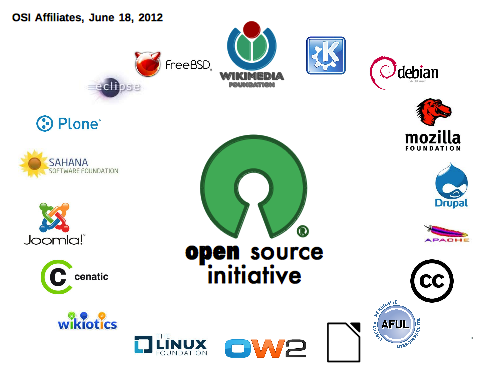 OSI Affiliates, June 18, 2012
FreeBSD
WIKIMEDIA
FOUNDATION
K
debian
eclipse
Plone
mozilla
FOUNDATION
SAHANA
SOFTWARE FOUNDATION
Drupal
Joomla!
APACHE
open source
initiative
®
C
cenatic
cc
wikiotics
AFUL
THE
LINUX
FOUNDATION
OW2